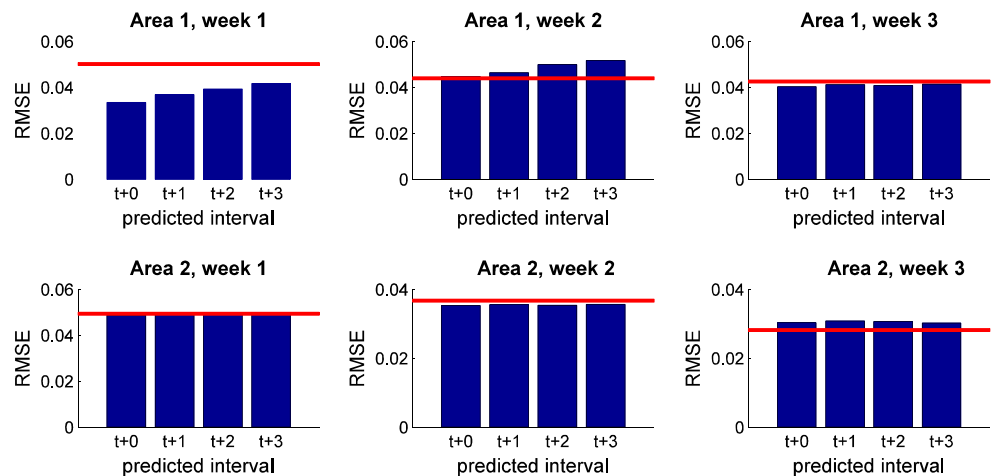 Area 1, week 1
0.06
0.04
0.02
0
RMSE
t+0 t+1 t+2 t+3
predicted interval
Area 1, week 2
0.06
0.04
0.02
0
RMSE
t+0 t+1 t+2 t+3
predicted interval
Area 1, week 3
0.06
0.04
0.02
0
RMSE
t+0 t+1 t+2 t+3
predicted interval
Area 2, week 1
0.06
0.04
0.02
0
RMSE
t+0 t+1 t+2 t+3
predicted interval
Area 2, week 2
0.04
0.02
0
RMSE
t+0 t+1 t+2 t+3
predicted interval
Area 2, week 3
0.04
0.02
0
RMSE
t+0 t+1 t+2 t+3
predicted interval